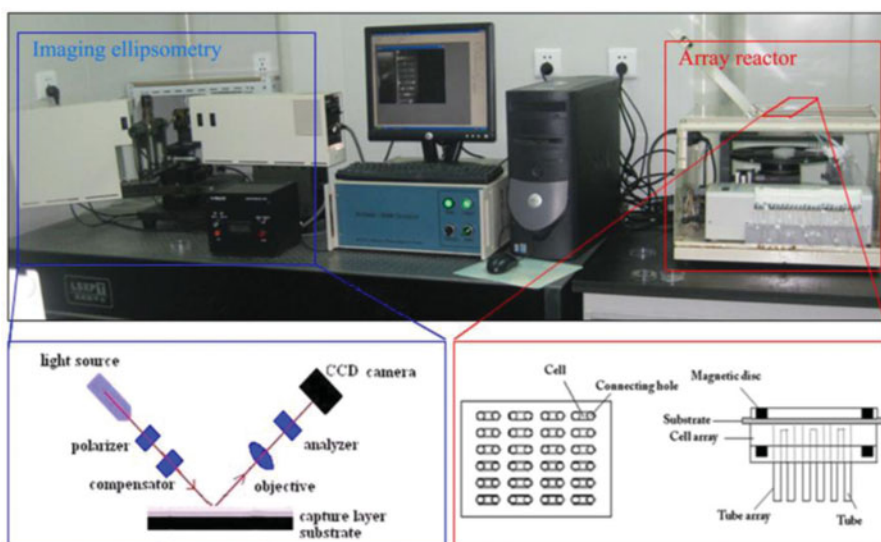 Imaging ellipsometry
Array reactor
light source
CCD camera
polarizer
analyzer
compensator
objective
capture layer
substrate
Cell
Connecting hole
Magnetic disc
Substrate
Cell array
Tube array
Tube